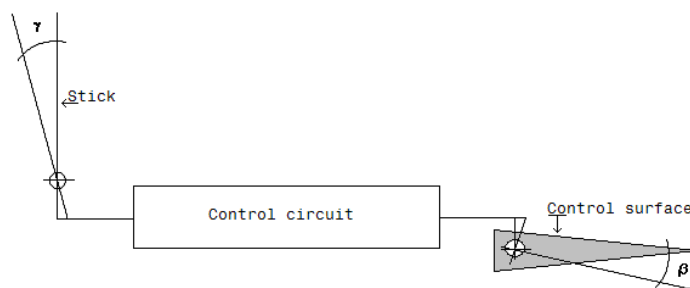 γ
Stick
Control circuit
Control surface
β